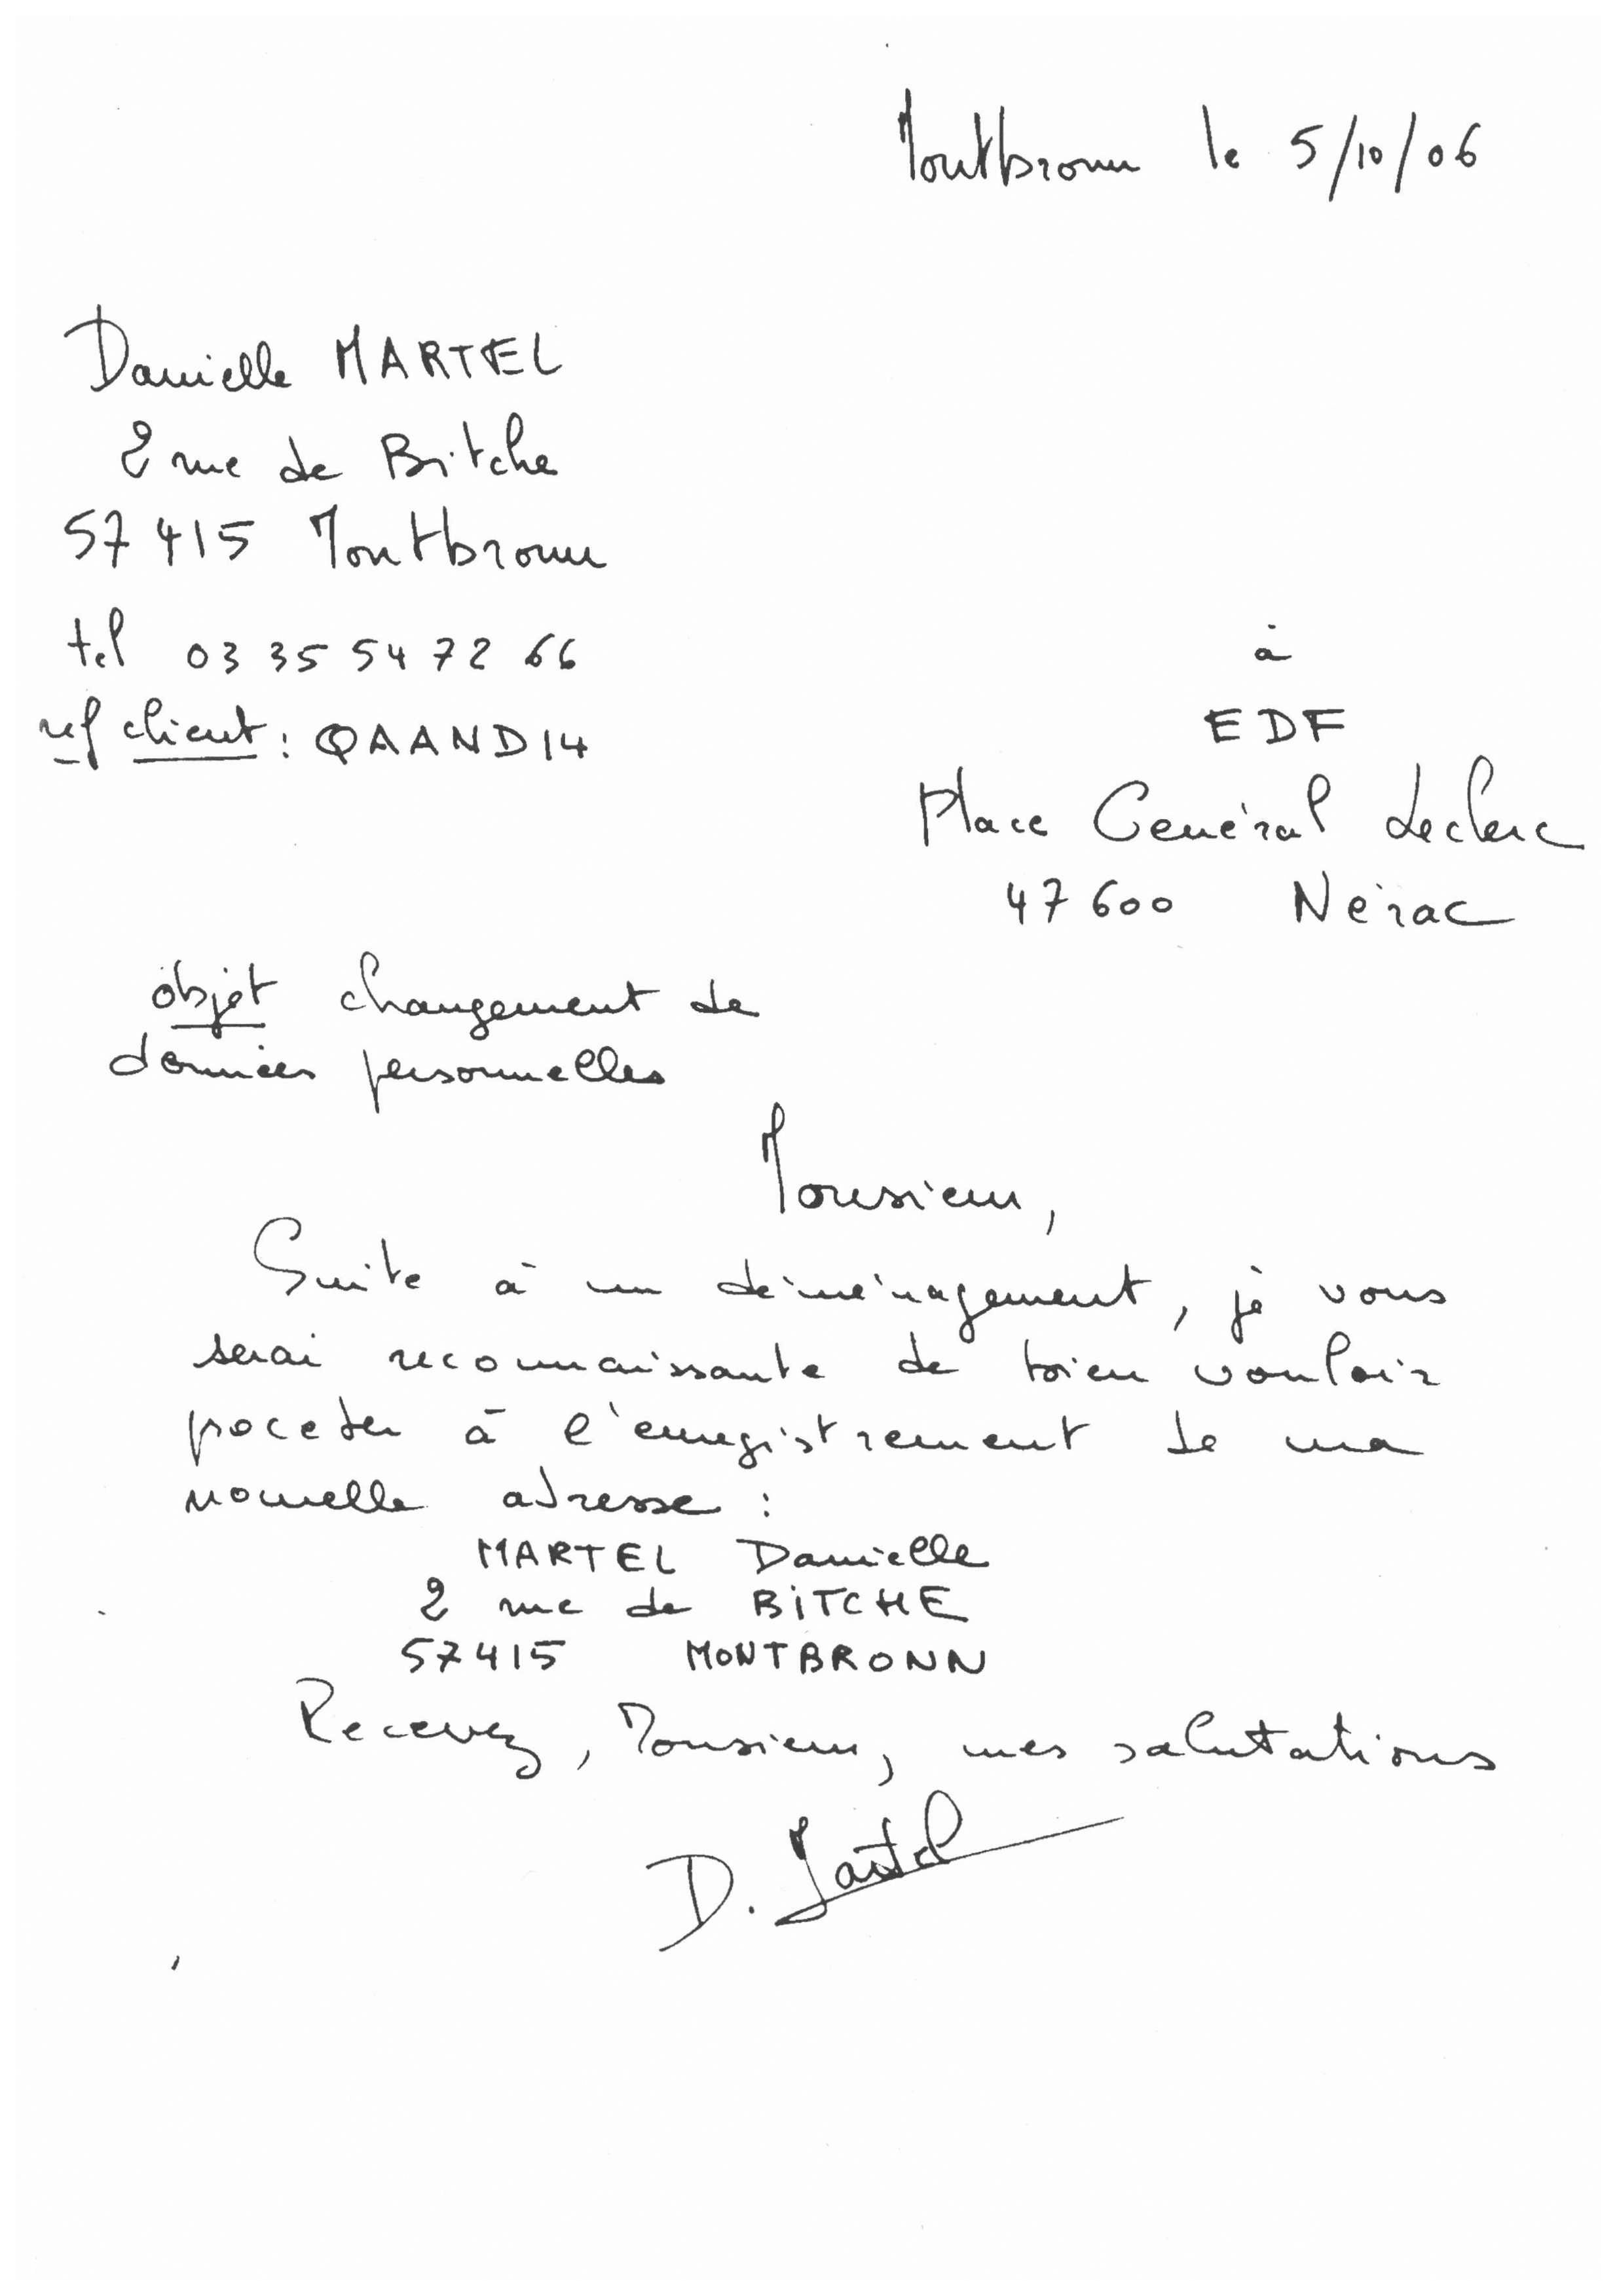 Montbronn le 5/10/06
Danielle MARTEL
2 rue de Bitche
57415 Montbronn
tel 03 35 54 72 66
ref client : QAAND14
à
EDF
Place Général Leclerc
47600 Nérac
objet changement de
données personnelles
Monsieur,
Suite à un déménagement, je vous
serai reconnaissante de bien vouloir
proceder à l'enregistrement de ma
nouvelle adresse :
MARTEL Danielle
2 rue de BITCHE
57415 MONTBRONN
Recevez, Monsieur, mes salutations
D. Martel